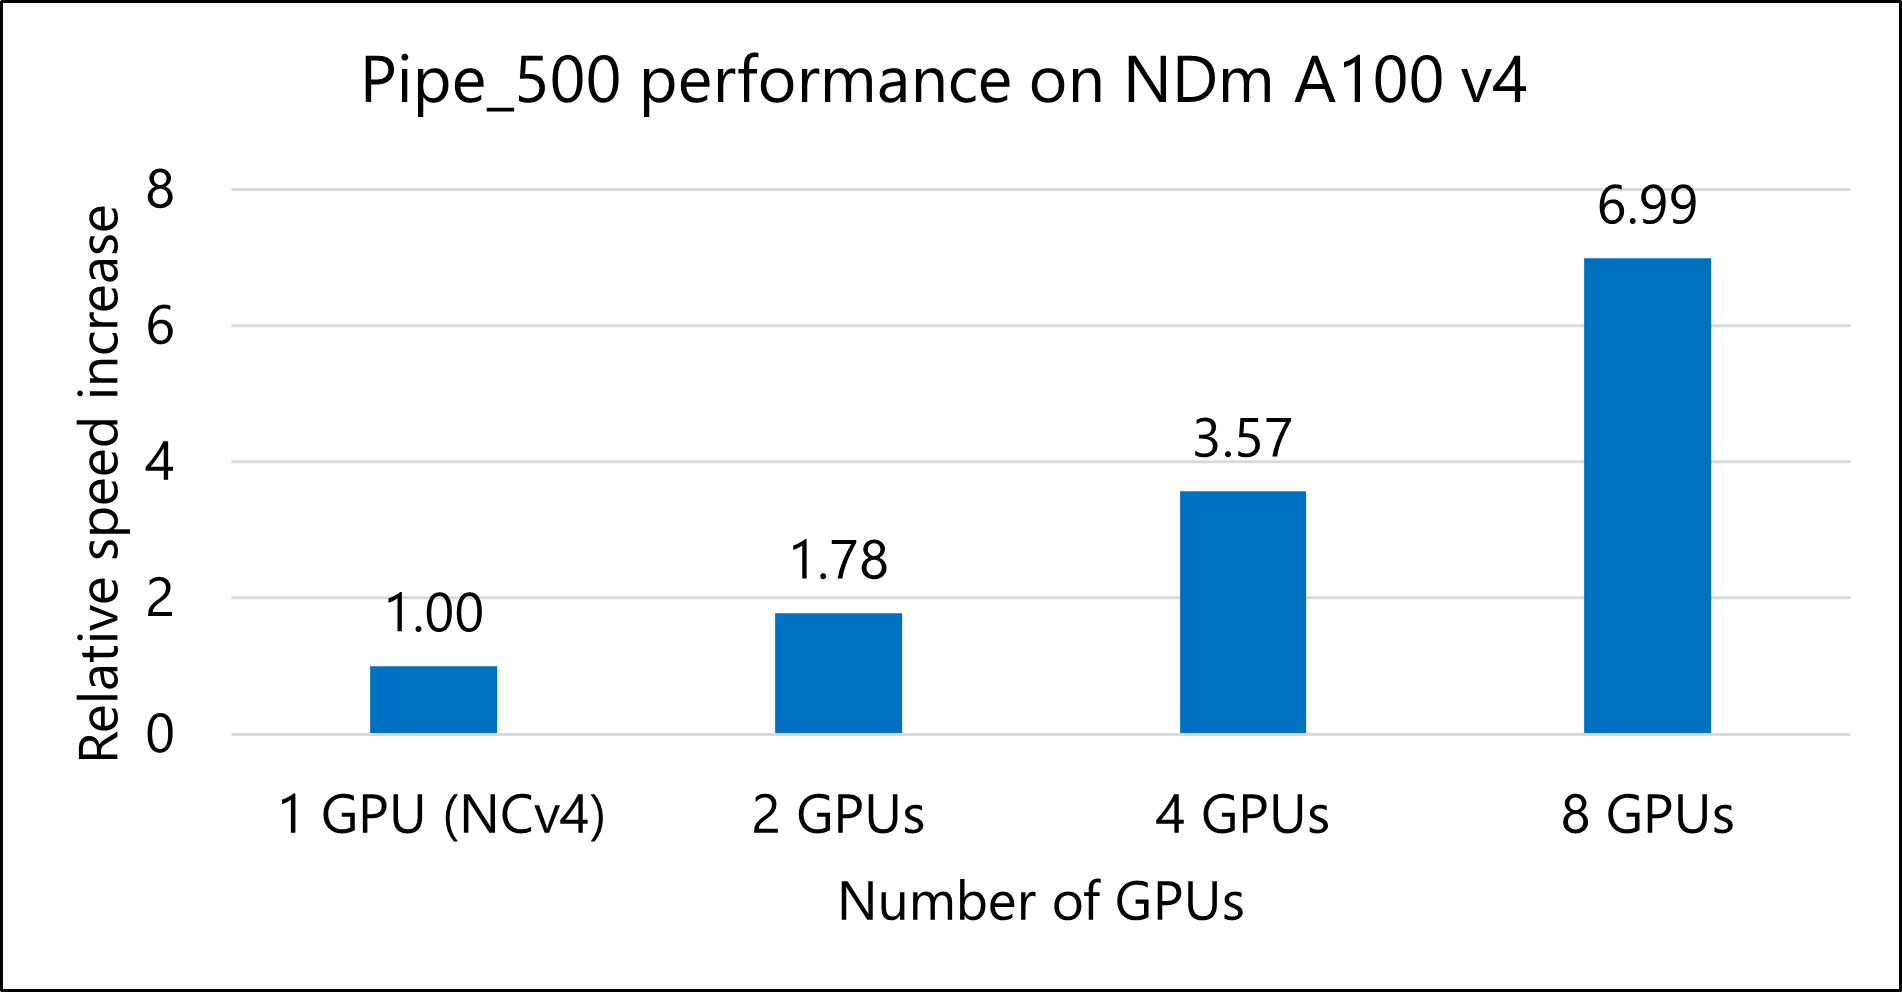 Pipe_500 performance on NDm A100 v4
Relative speed increase
8
6
4
2
0
1.00
1.78
3.57
6.99
1 GPU (NCv4)
2 GPUs
4 GPUs
8 GPUs
Number of GPUs